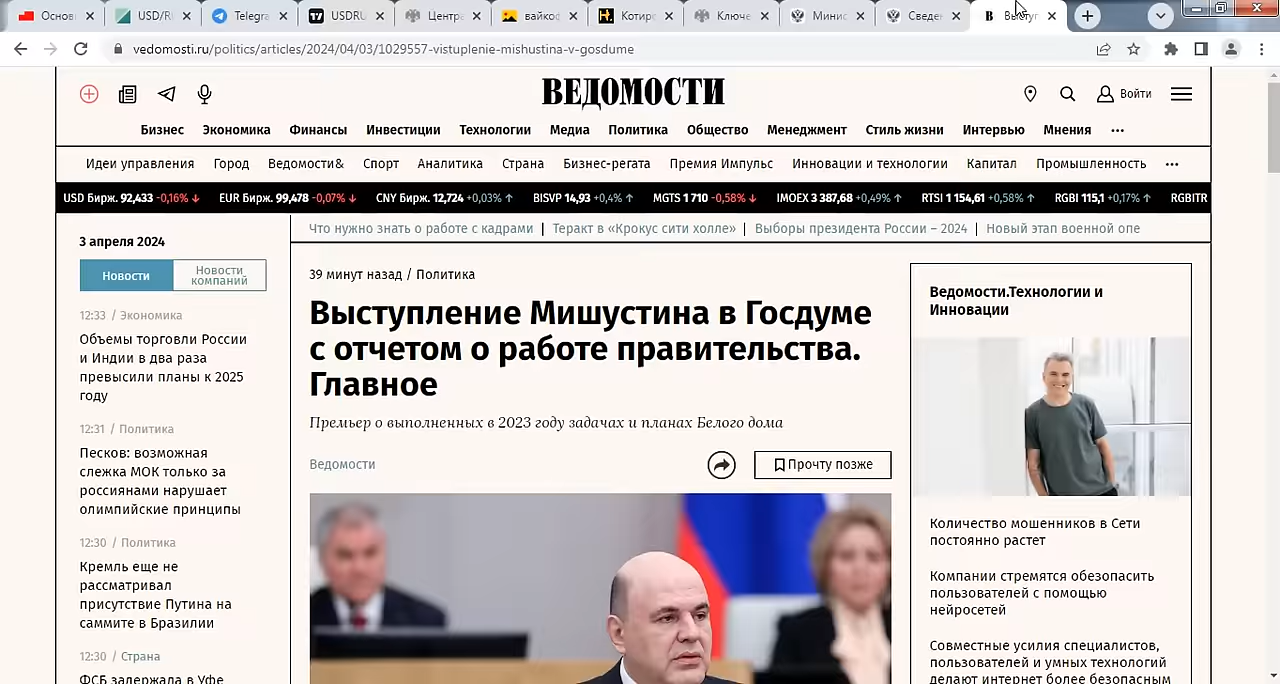 Основ
USD/R
Telegra
USDRU
Центра
вайко
Котире
Ключе
Минис
Сведен
Выступ
vedomosti.ru/politics/articles/2024/04/03/1029557-vistuplenie-mishustina-v-gosdume
ВЕДОМОСТИ
Войти
Бизнес Экономика Финансы Инвестиции Технологии Медиа Политика Общество Менеджмент Стиль жизни Интервью Мнения ...
Идеи управления Город Ведомости& Спорт Аналитика Страна Бизнес-регата Премия Импульс Инновации и технологии Капитал Промышленность ...
USD Бирж. 92,433 -0,16% ↓ EUR Бирж. 99,478 -0,07% ↓ CNY Бирж. 12,724 +0,03% ↑ BISVP 14,93 +0,4% ↑ MGTS 1 710 -0,58% ↓ IMOEX 3 387,68 +0,49% ↑ RTSI 1 154,61 +0,58% ↑ RGBI 115,1 +0,17% ↑ RGBITR
Что нужно знать о работе с кадрами | Теракт в «Крокус сити холле» | Выборы президента России – 2024 | Новый этап военной опе
3 апреля 2024
Новости
Новости
компаний
12:33 / Экономика
Объемы торговли России
и Индии в два раза
превысили планы к 2025
году
12:31 / Политика
Песков: возможная
слежка МОК только за
россиянами нарушает
олимпийские принципы
12:30 / Политика
Кремль еще не
рассматривал
присутствие Путина на
саммите в Бразилии
12:30 / Страна
ФСБ задержала в Уфе
39 минут назад / Политика
Выступление Мишустина в Госдуме
с отчетом о работе правительства.
Главное
Премьер о выполненных в 2023 году задачах и планах Белого дома
Ведомости
Прочту позже
Ведомости.Технологии и
Инновации
Количество мошенников в Сети
постоянно растет
Компании стремятся обезопасить
пользователей с помощью
нейросетей
Совместные усилия специалистов,
пользователей и умных технологий
делают интернет более безопасным